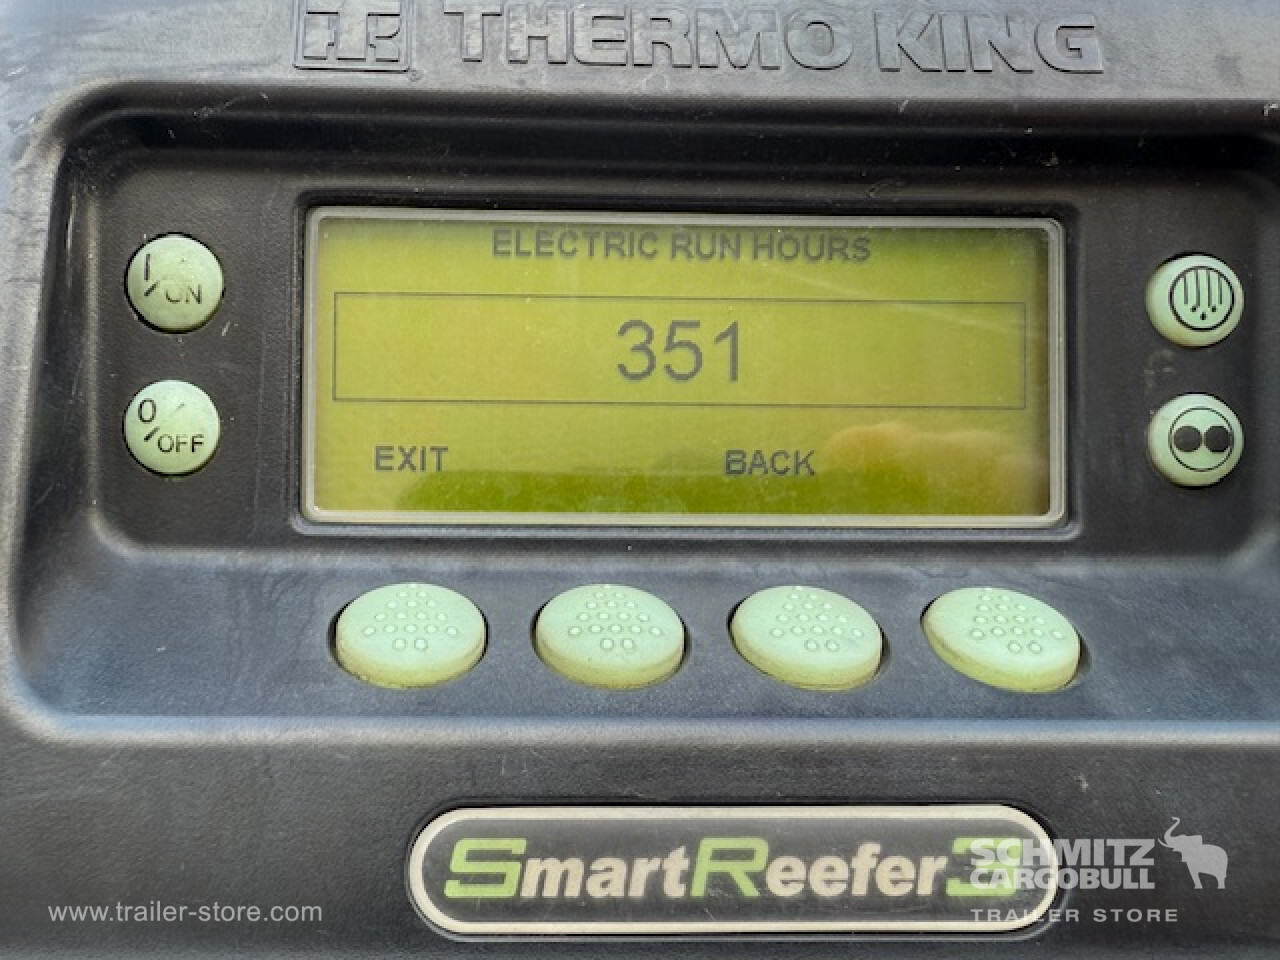 THERMO KING
ELECTRIC RUN HOURS
I/ON
351
O/OFF
EXIT BACK
SmartReefer3
SCHMITZ
CARGOBULL
www.trailer-store.com
TRAILER STORE